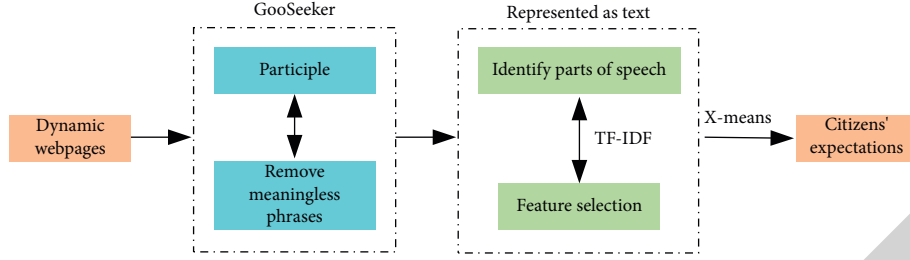 GooSeeker
Participle
Remove
meaningless
phrases
Dynamic
webpages
Represented as text
Identify parts of speech
TF-IDF
Feature selection
X-means
Citizens'
expectations